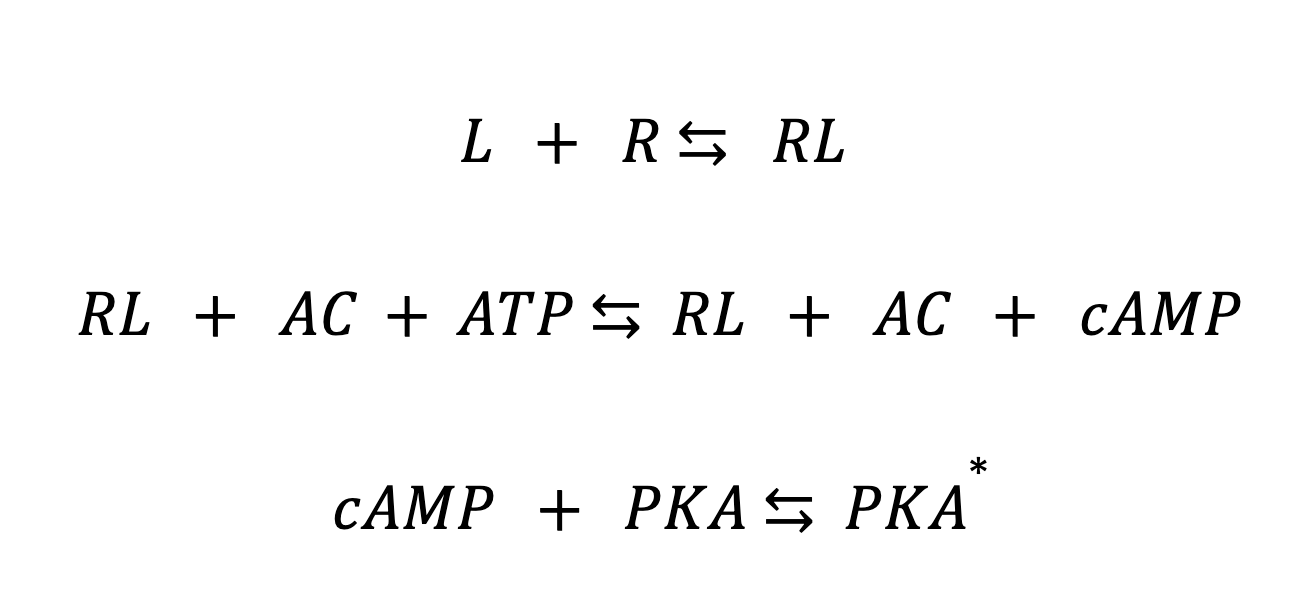 L + R ⇆ RL
RL + AC + ATP ⇆ RL + AC + cAMP
cAMP + PKA ⇆ PKA*